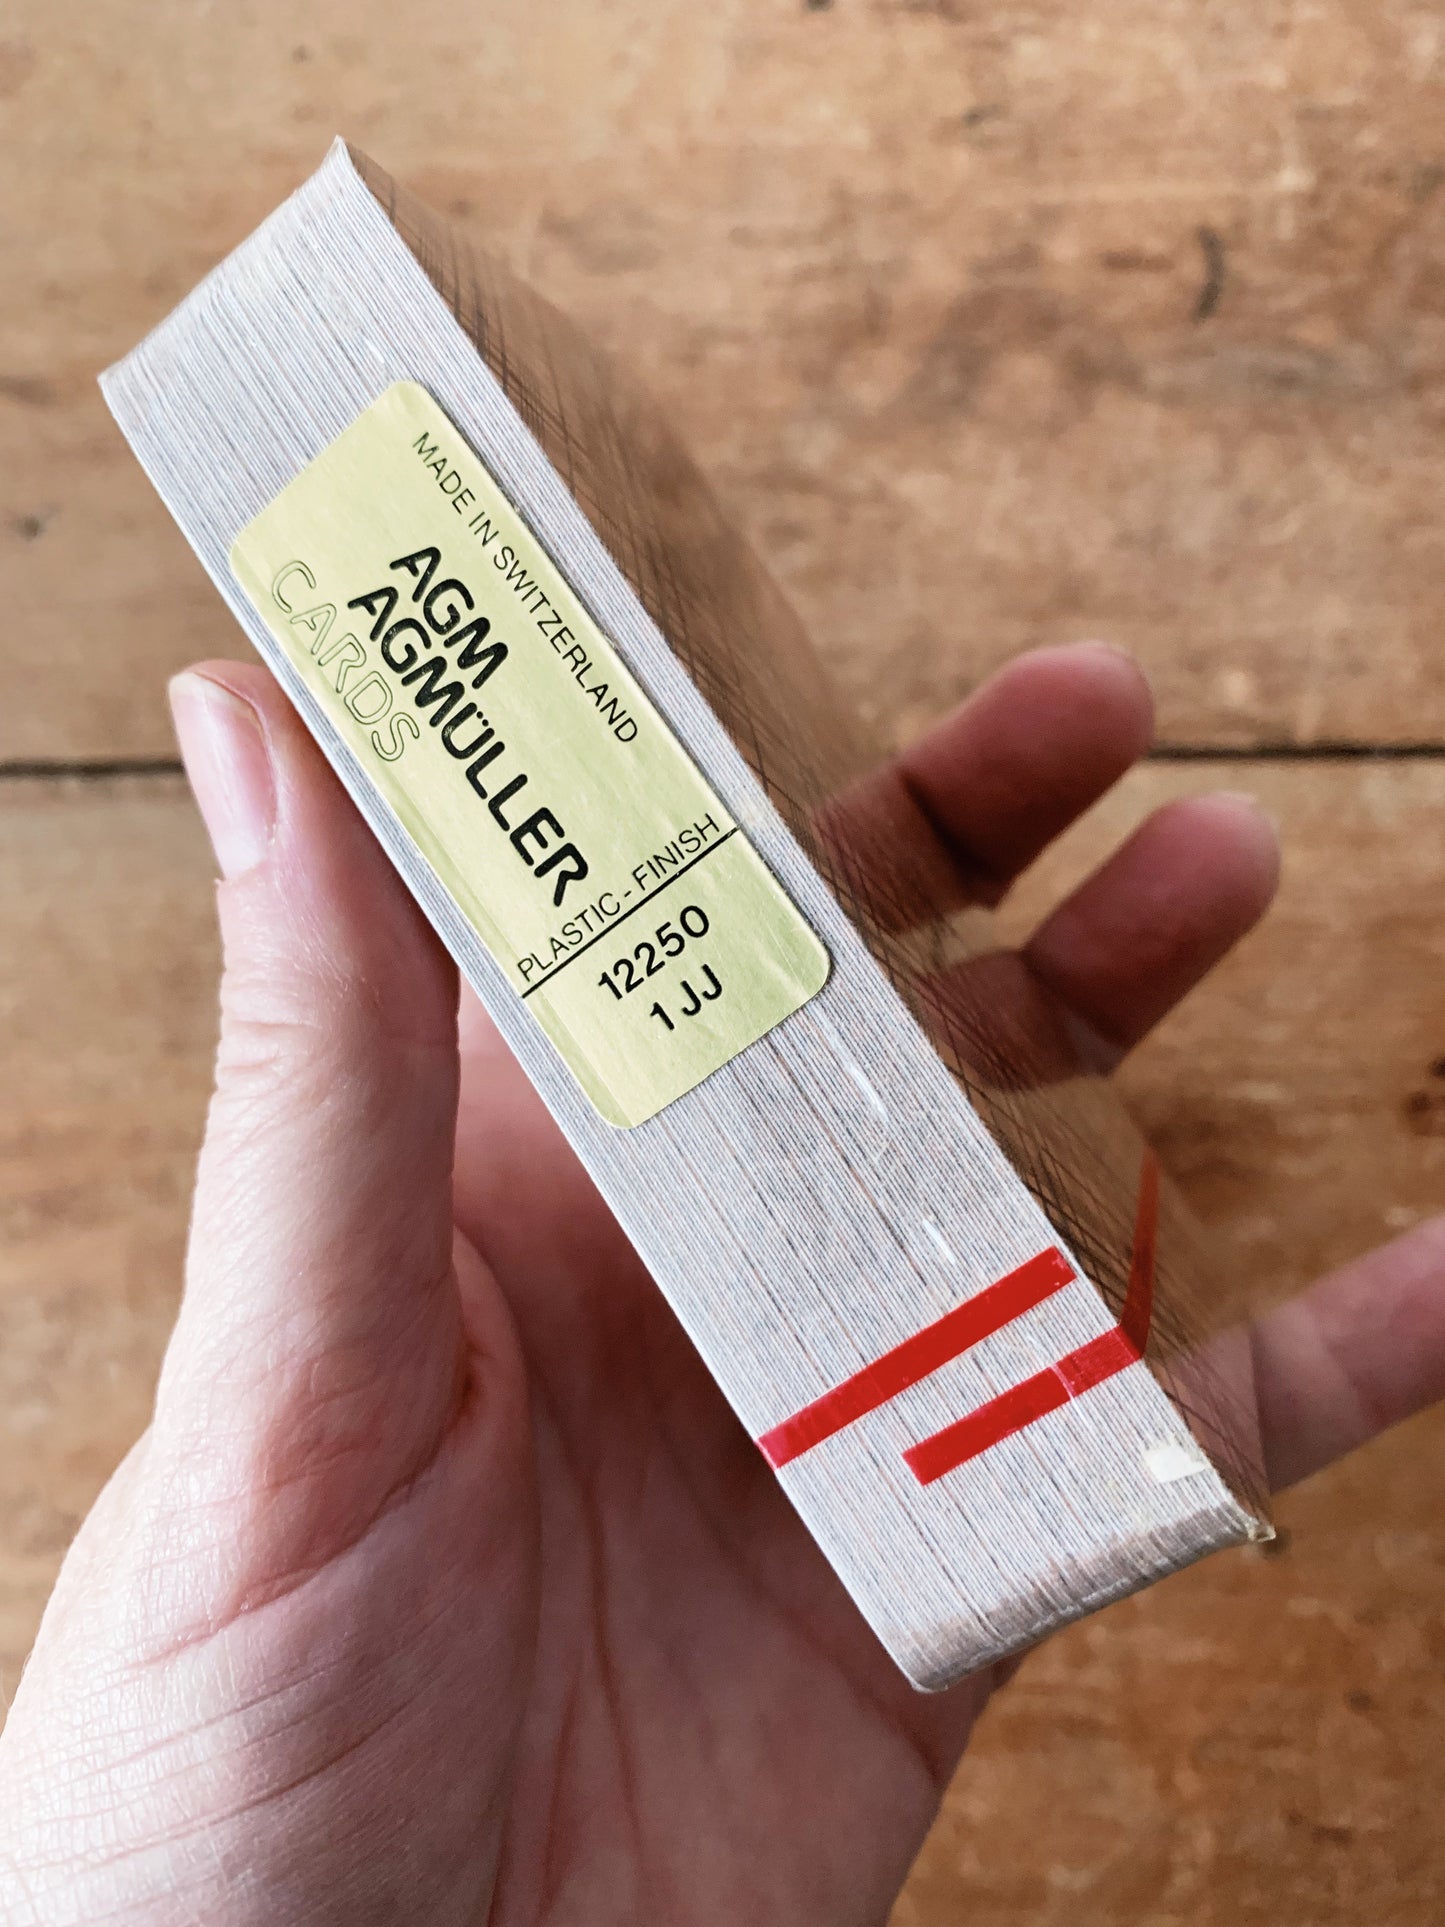 MADE IN SWITZERLAND
AGM
AGMÜLLER
CARDS
PLASTIC-FINISH
12250
1 JJ